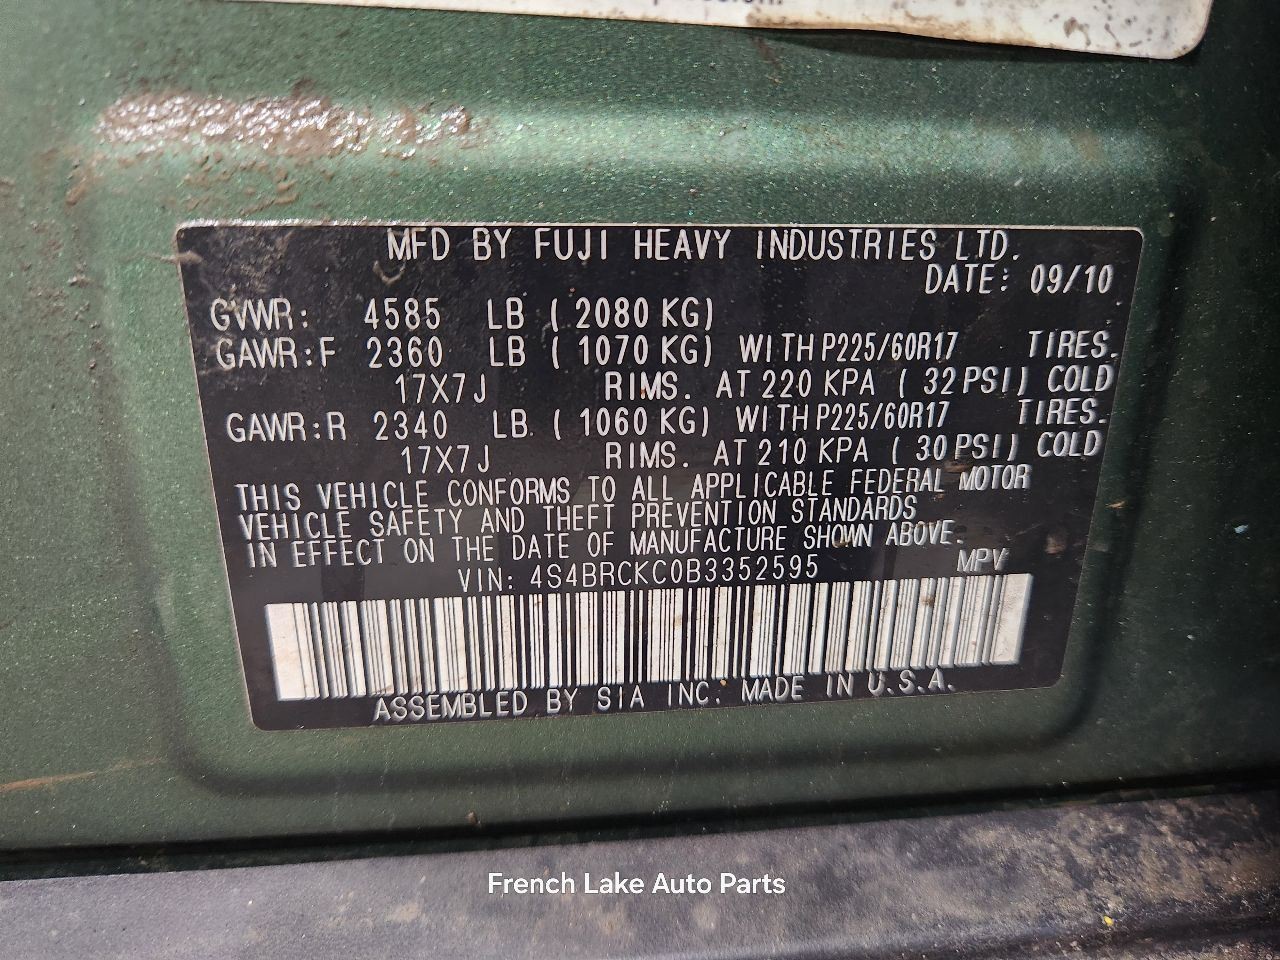 MFD BY FUJI HEAVY INDUSTRIES LTD.
DATE: 09/10
GVWR: 4585 LB ( 2080 KG)
GAWR:F 2360 LB ( 1070 KG) WITH P225/60R17 TIRES.
17X7J RIMS. AT 220 KPA ( 32 PSI) COLD
GAWR:R 2340 LB ( 1060 KG) WITH P225/60R17 TIRES.
17X7J RIMS. AT 210 KPA ( 30 PSI) COLD
THIS VEHICLE CONFORMS TO ALL APPLICABLE FEDERAL MOTOR
VEHICLE SAFETY AND THEFT PREVENTION STANDARDS
IN EFFECT ON THE DATE OF MANUFACTURE SHOWN ABOVE.
VIN: 4S4BRCKC0B3352595 MPV
ASSEMBLED BY SIA INC. MADE IN U.S.A.
French Lake Auto Parts